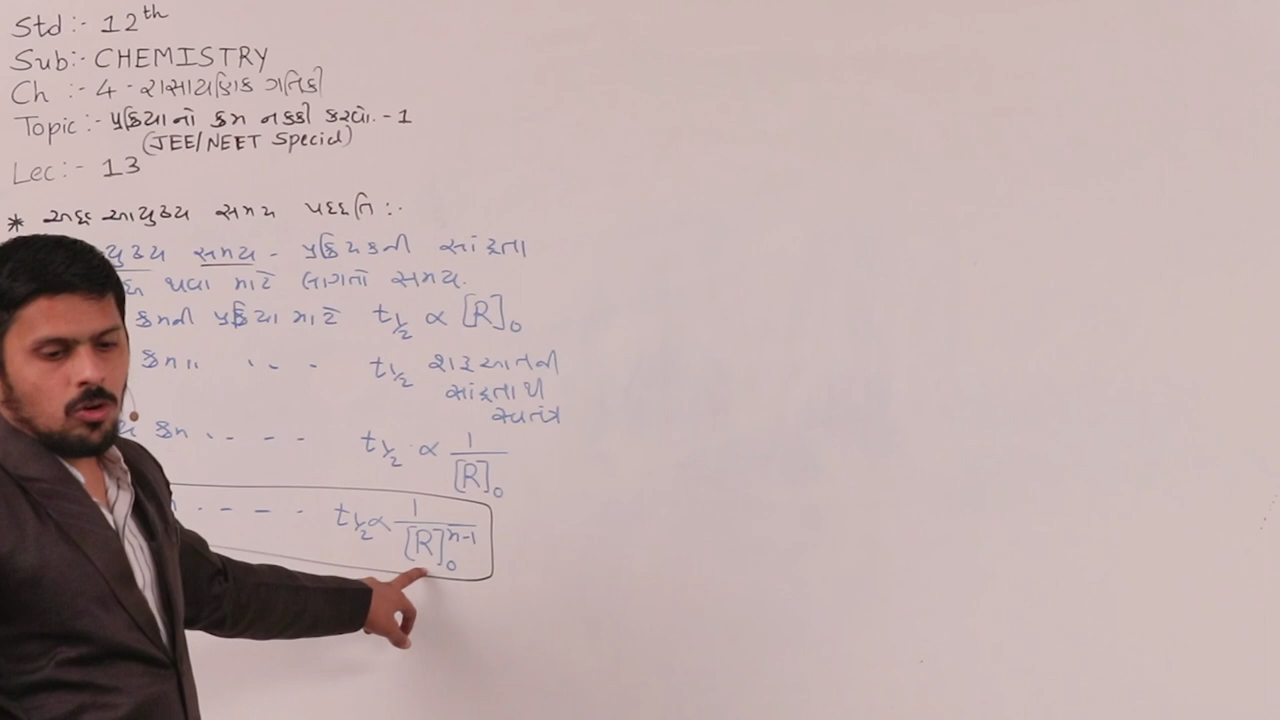 Std :- 12th
Sub :- CHEMISTRY
Ch :- 4 - રાસાયણિક ગતિકી
Topic :- પ્રક્રિયાનો ક્રમ નક્કી કરવો. - 1
(JEE/NEET Special)
Lec :- 13
* અર્ધ આયુષ્ય સમય પદ્ધતિ :-
સમય - પ્રક્રિયકની સાંદ્રતા
થવા માટે લાગતો સમય.
ક્રમની પ્રક્રિયા માટે t½ ∝ [R]₀
ક્રમ " - - - t½ શરૂઆતની
સાંદ્રતાથી
સ્વતંત્ર
ક્રમ - - - - t½ ∝ 1/[R]₀
- - - - t½ ∝ 1/[R]₀ⁿ⁻¹